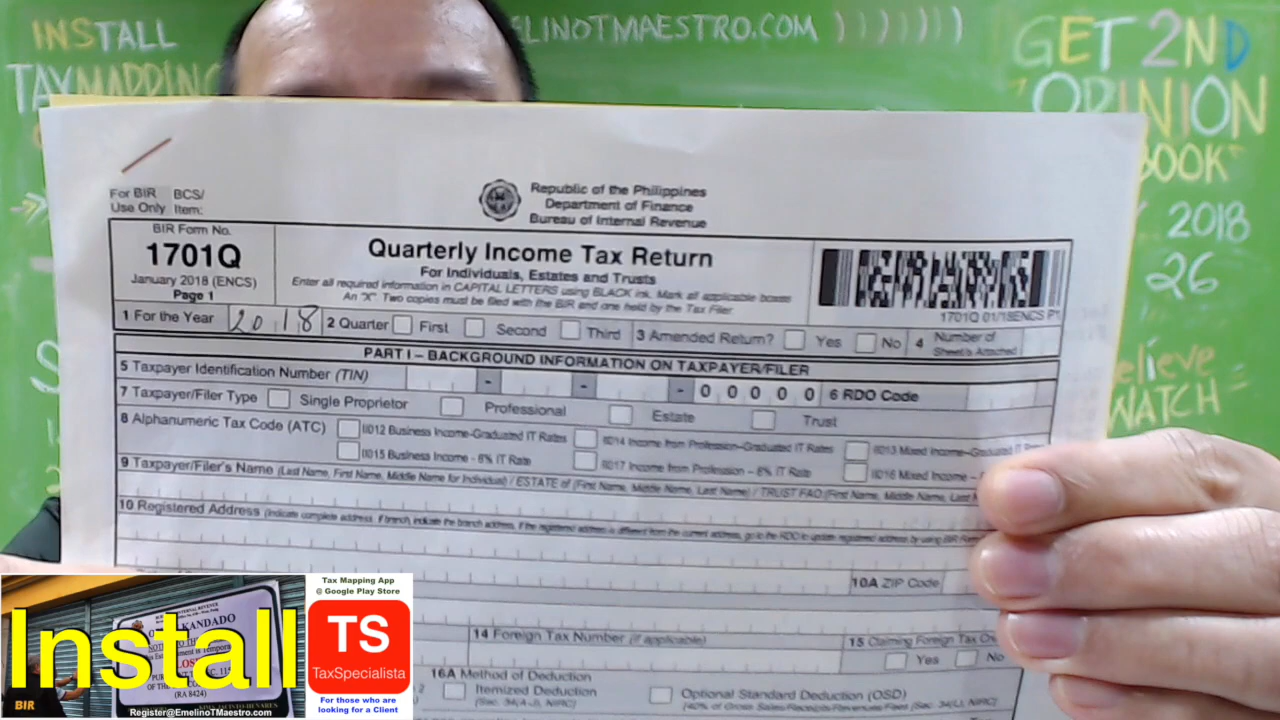 INSTALL
TAXMAPPING
ELINOTMAESTRO.COM ) ) ) ) ) ) )
GET 2ND
OPINION
BOOK
2018
26
elieve
WATCH =
For BIR BCS/
Use Only Item:
Republic of the Philippines
Department of Finance
Bureau of Internal Revenue
BIR Form No.
1701Q
January 2018 (ENCS)
Page 1
Quarterly Income Tax Return
For Individuals, Estates and Trusts
Enter all required information in CAPITAL LETTERS using BLACK ink. Mark all applicable boxes
An "X". Two copies must be filed with the BIR and one held by the Tax Filer.
1701Q 01/18ENCS P1
1 For the Year 2018 2 Quarter First Second Third 3 Amended Return? Yes No 4 Number of Sheet/s Attached
PART I – BACKGROUND INFORMATION ON TAXPAYER/FILER
5 Taxpayer Identification Number (TIN) - - - 0 0 0 0 0 6 RDO Code
7 Taxpayer/Filer Type Single Proprietor Professional Estate Trust
8 Alphanumeric Tax Code (ATC) II012 Business Income-Graduated IT Rates II014 Income from Profession–Graduated IT Rates II013 Mixed Income–Graduated IT
II015 Business Income - 8% IT Rate II017 Income from Profession – 8% IT Rate II016 Mixed Income –
9 Taxpayer/Filer's Name (Last Name, First Name, Middle Name for Individual) / ESTATE of (First Name, Middle Name, Last Name) / TRUST FAO (First Name, Middle Name, Last
10 Registered Address (Indicate complete address. If branch, indicate the branch address. If the registered address is different from the current address, go to the RDO to update registered address by using BIR Form
10A ZIP Code
14 Foreign Tax Number (if applicable) 15 Claiming Foreign Tax
Yes No
16A Method of Deduction
Itemized Deduction Optional Standard Deduction (OSD)
(Sec. 34(A-J), NIRC) (40% of Gross Sales/Receipts/Revenues/Fees (Sec. 34(L), NIRC)
KANDADO
(RA 8424)
Install
BIR
Register@EmelinoTMaestro.com
Tax Mapping App
@ Google Play Store
TS
TaxSpecialista
For those who are
looking for a Client